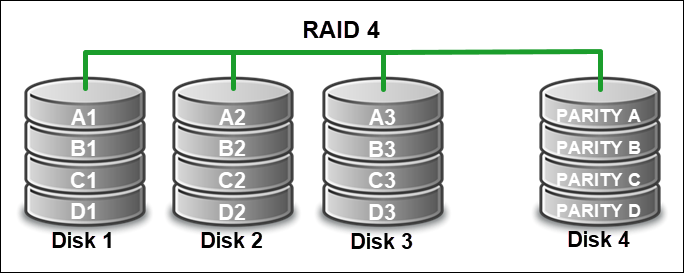 RAID 4
A1 A2 A3 PARITY A
B1 B2 B3 PARITY B
C1 C2 C3 PARITY C
D1 D2 D3 PARITY D
Disk 1 Disk 2 Disk 3 Disk 4